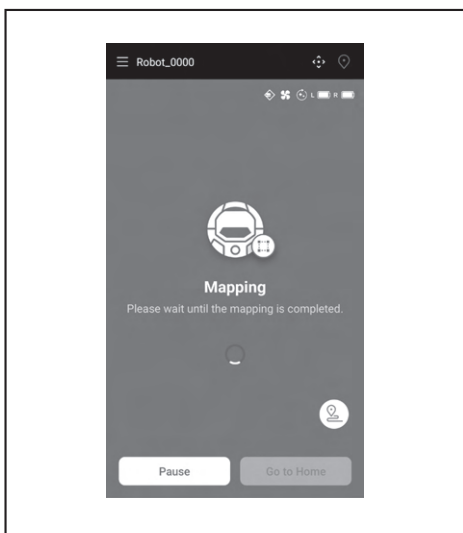 Robot_0000
L R
Mapping
Please wait until the mapping is completed.
Pause Go to Home